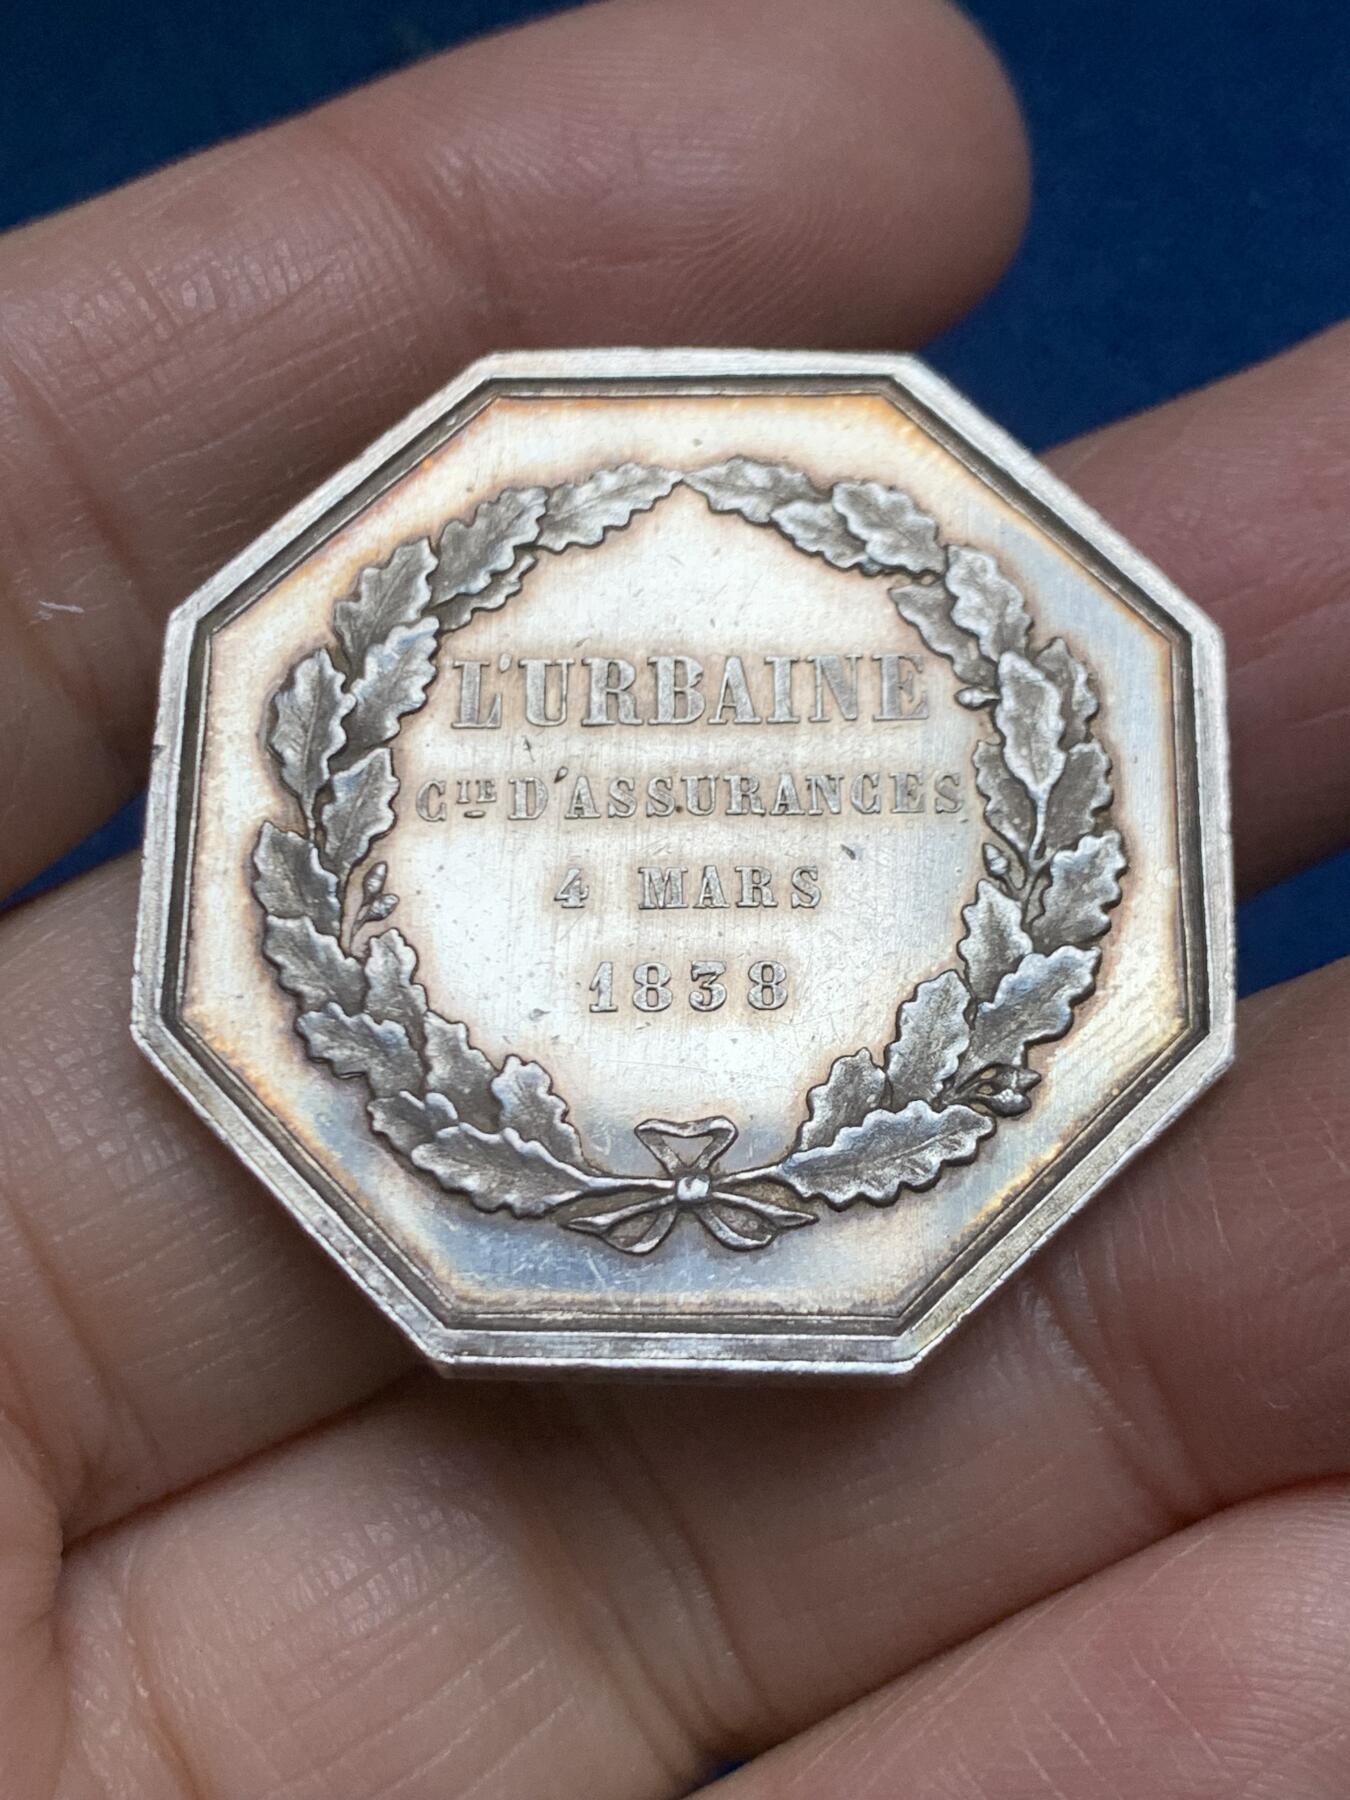 L'URBAINE
CIE D'ASSURANCES
4 MARS
1838